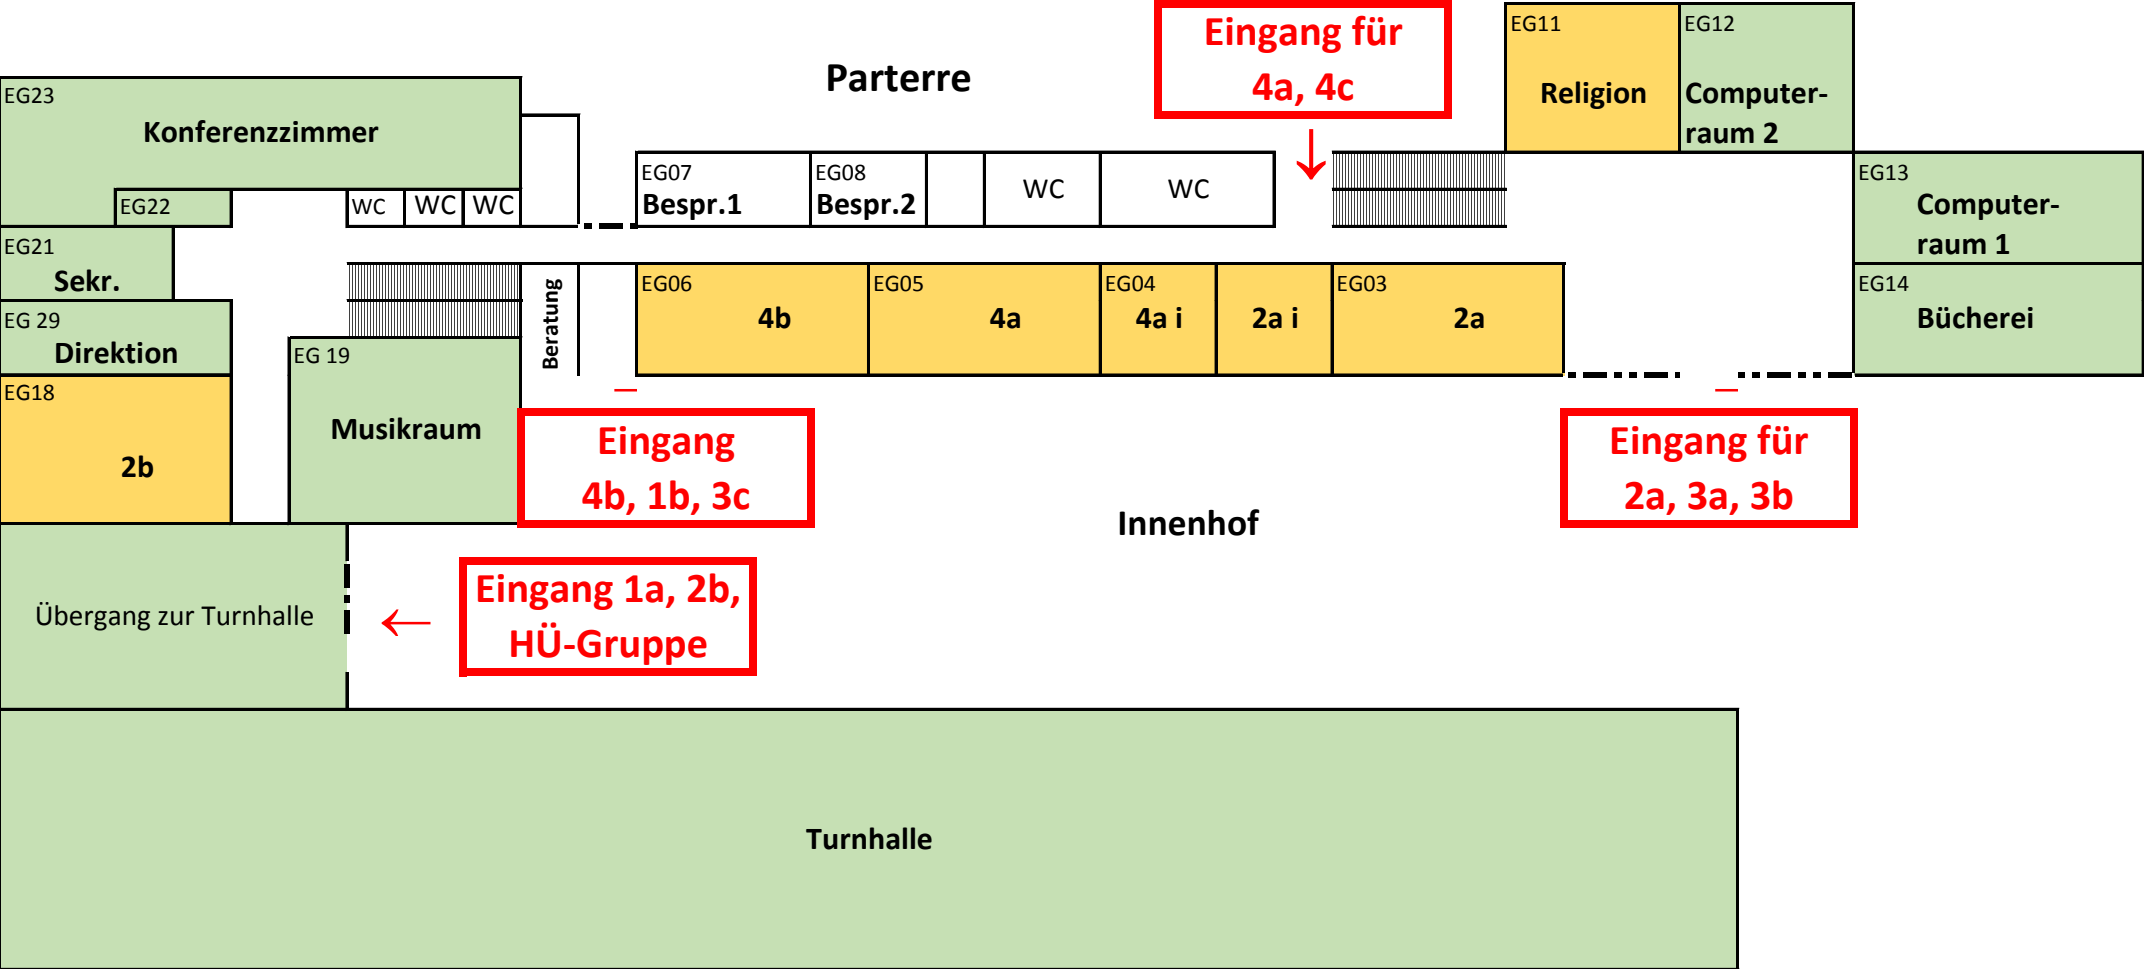 Parterre
Eingang für
4a, 4c
EG11
Religion
EG12
Computer-
raum 2
EG23
Konferenzzimmer
EG22
WC
WC
WC
EG07
Bespr.1
EG08
Bespr.2
WC
WC
EG13
Computer-
raum 1
EG21
Sekr.
EG 29
Direktion
EG18
2b
EG 19
Musikraum
Beratung
EG06
4b
EG05
4a
EG04
4a i
2a i
EG03
2a
EG14
Bücherei
Eingang
4b, 1b, 3c
Eingang für
2a, 3a, 3b
Innenhof
Übergang zur Turnhalle
Eingang 1a, 2b,
HÜ-Gruppe
Turnhalle